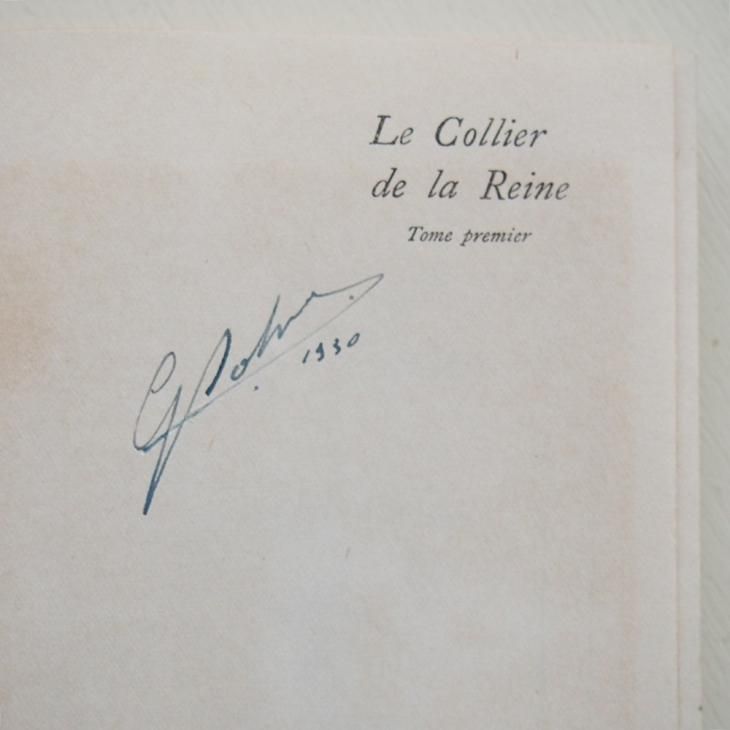 Le Collier
de la Reine
Tome premier
1930